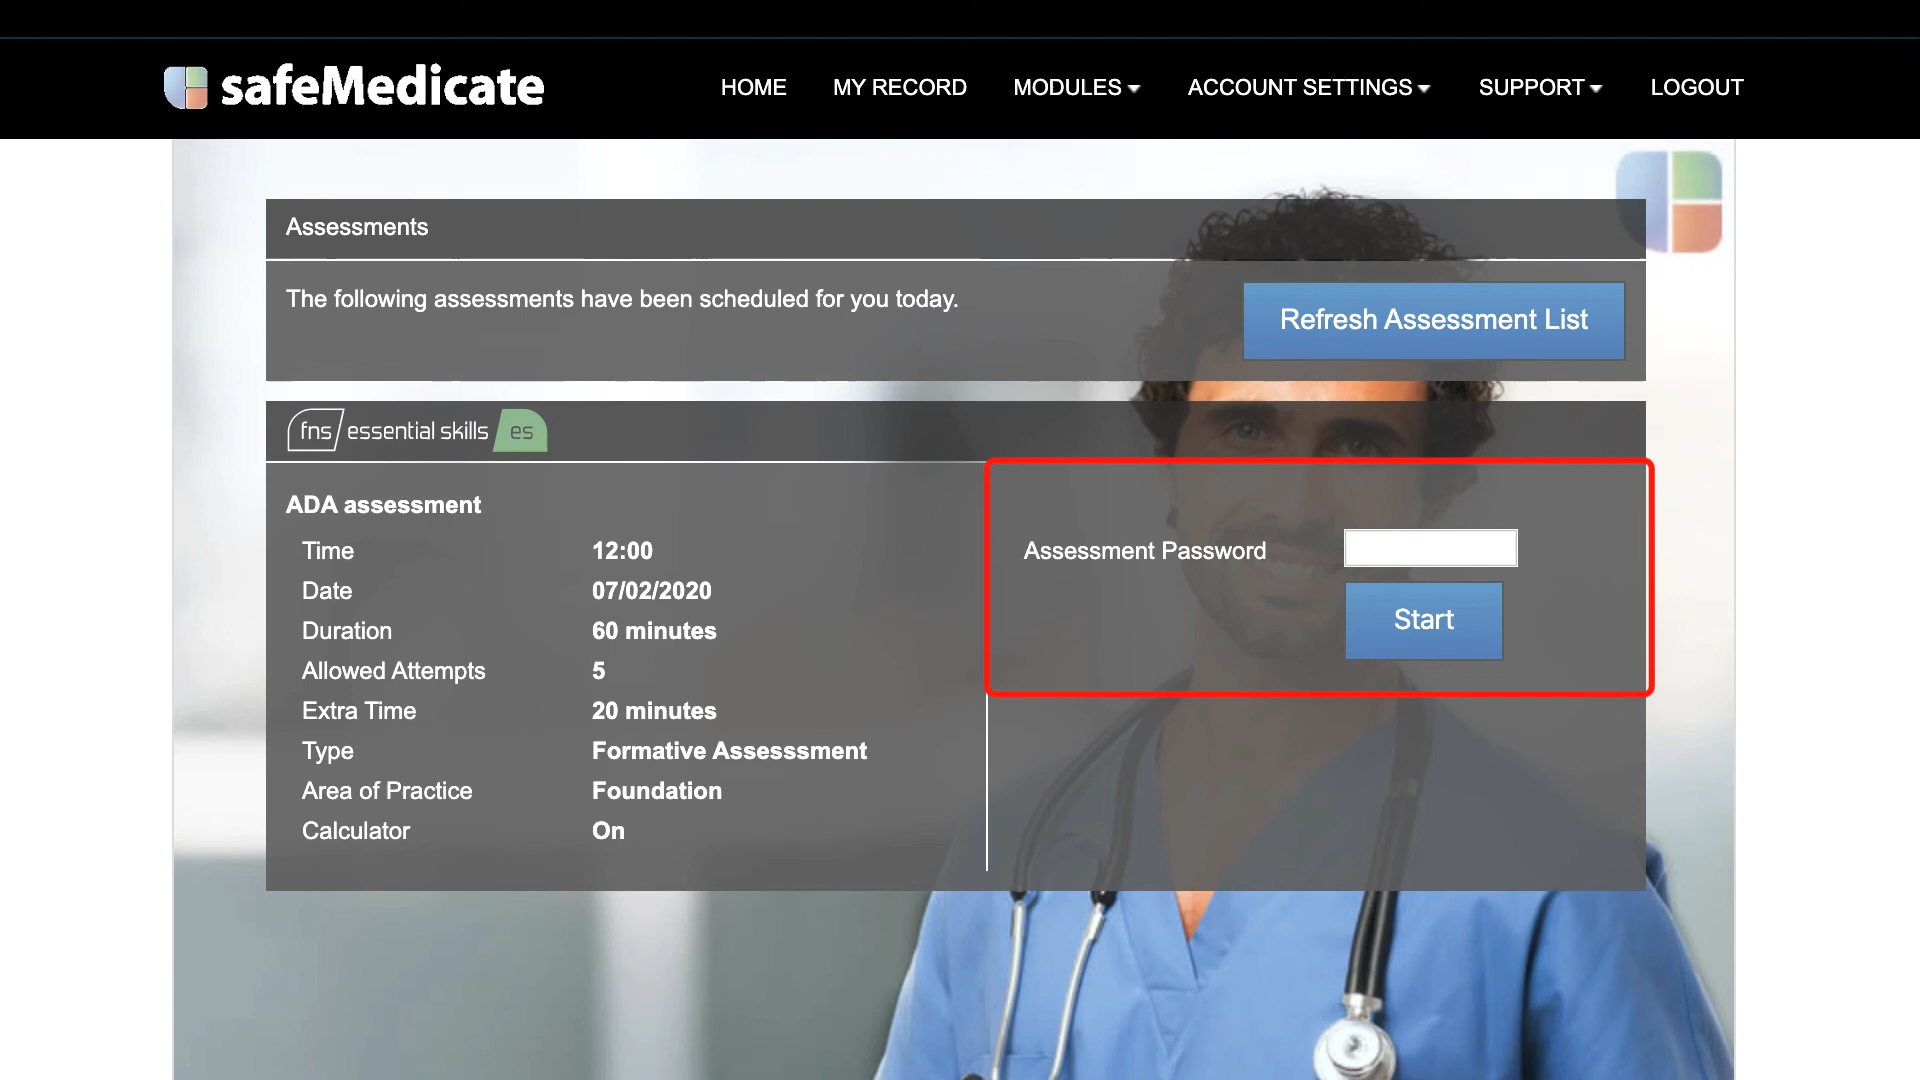 safeMedicate
HOME MY RECORD MODULES ACCOUNT SETTINGS SUPPORT LOGOUT
Assessments
The following assessments have been scheduled for you today.
Refresh Assessment List
fns essential skills es
ADA assessment
Time 12:00
Date 07/02/2020
Duration 60 minutes
Allowed Attempts 5
Extra Time 20 minutes
Type Formative Assesssment
Area of Practice Foundation
Calculator On
Assessment Password
Start